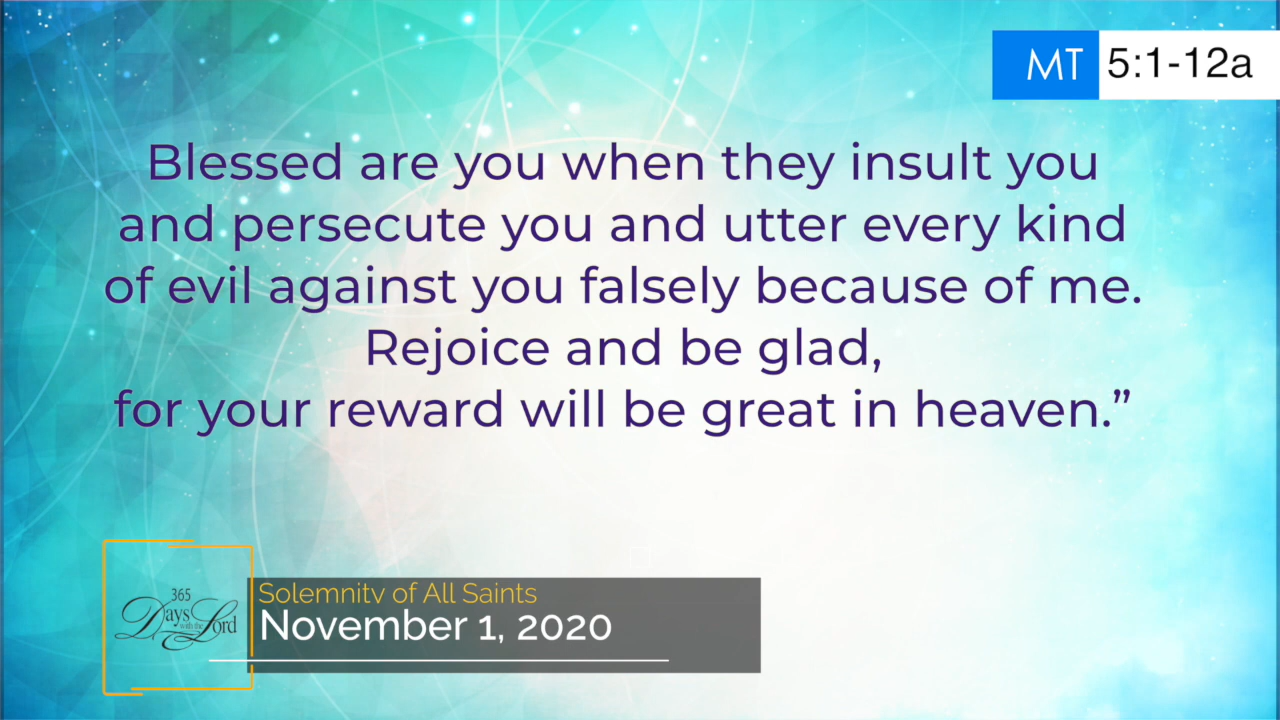 MT 5:1-12a
Blessed are you when they insult you
and persecute you and utter every kind
of evil against you falsely because of me.
Rejoice and be glad,
for your reward will be great in heaven.”
365
Days with the Lord
Solemnity of All Saints
November 1, 2020